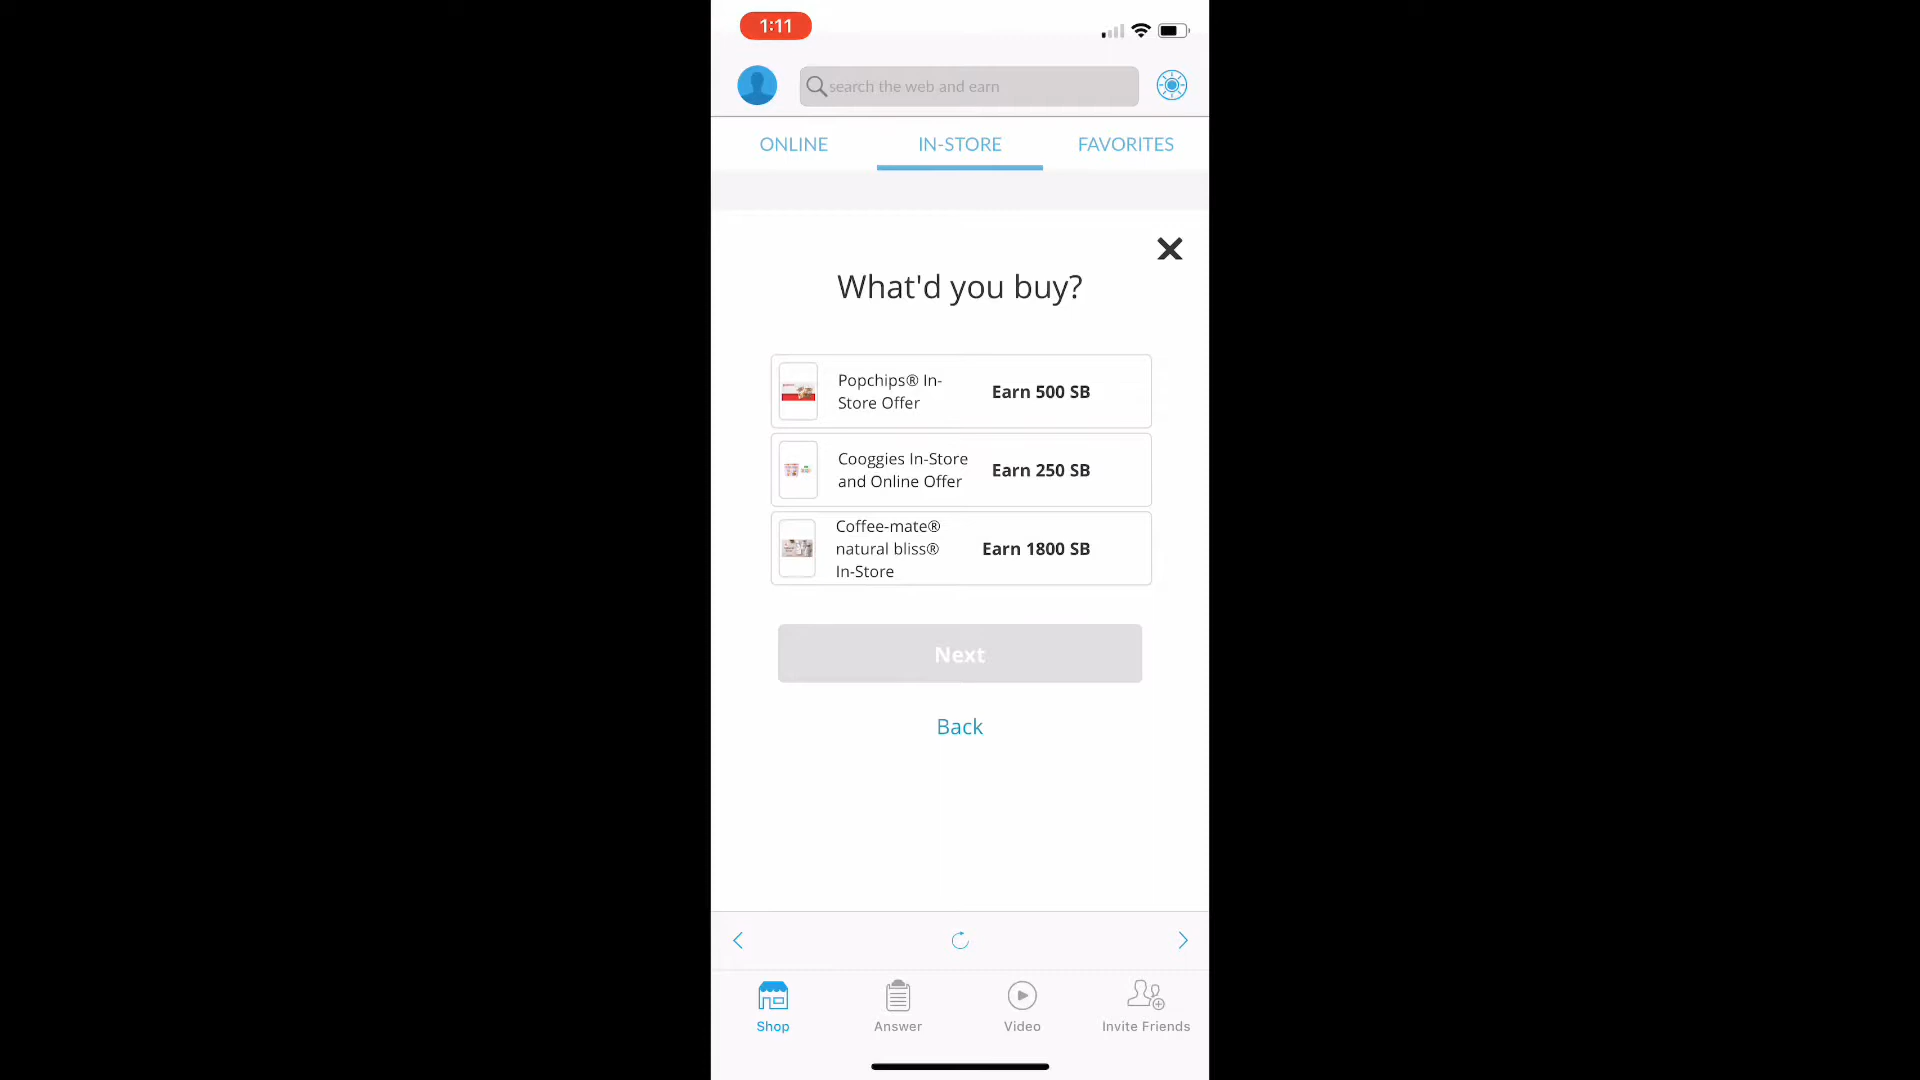 1:11
search the web and earn
ONLINE
IN-STORE
FAVORITES
What'd you buy?
Popchips® In-
Store Offer
Earn 500 SB
Cooggies In-Store
and Online Offer
Earn 250 SB
Coffee-mate®
natural bliss®
In-Store
Earn 1800 SB
Next
Back
Shop
Answer
Video
Invite Friends